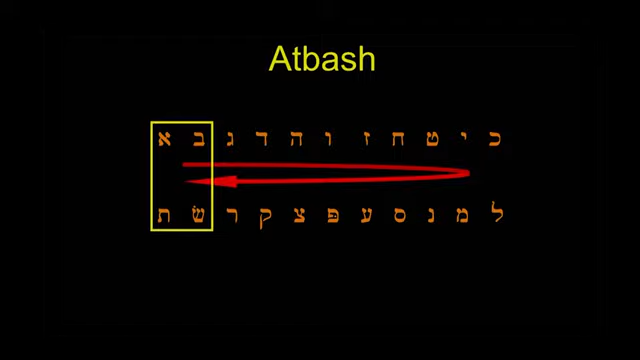 Atbash
כ י ט ח ז ו ה ד ג ב א
ל מ נ ס ע פּ צ ק ר שׂ ת